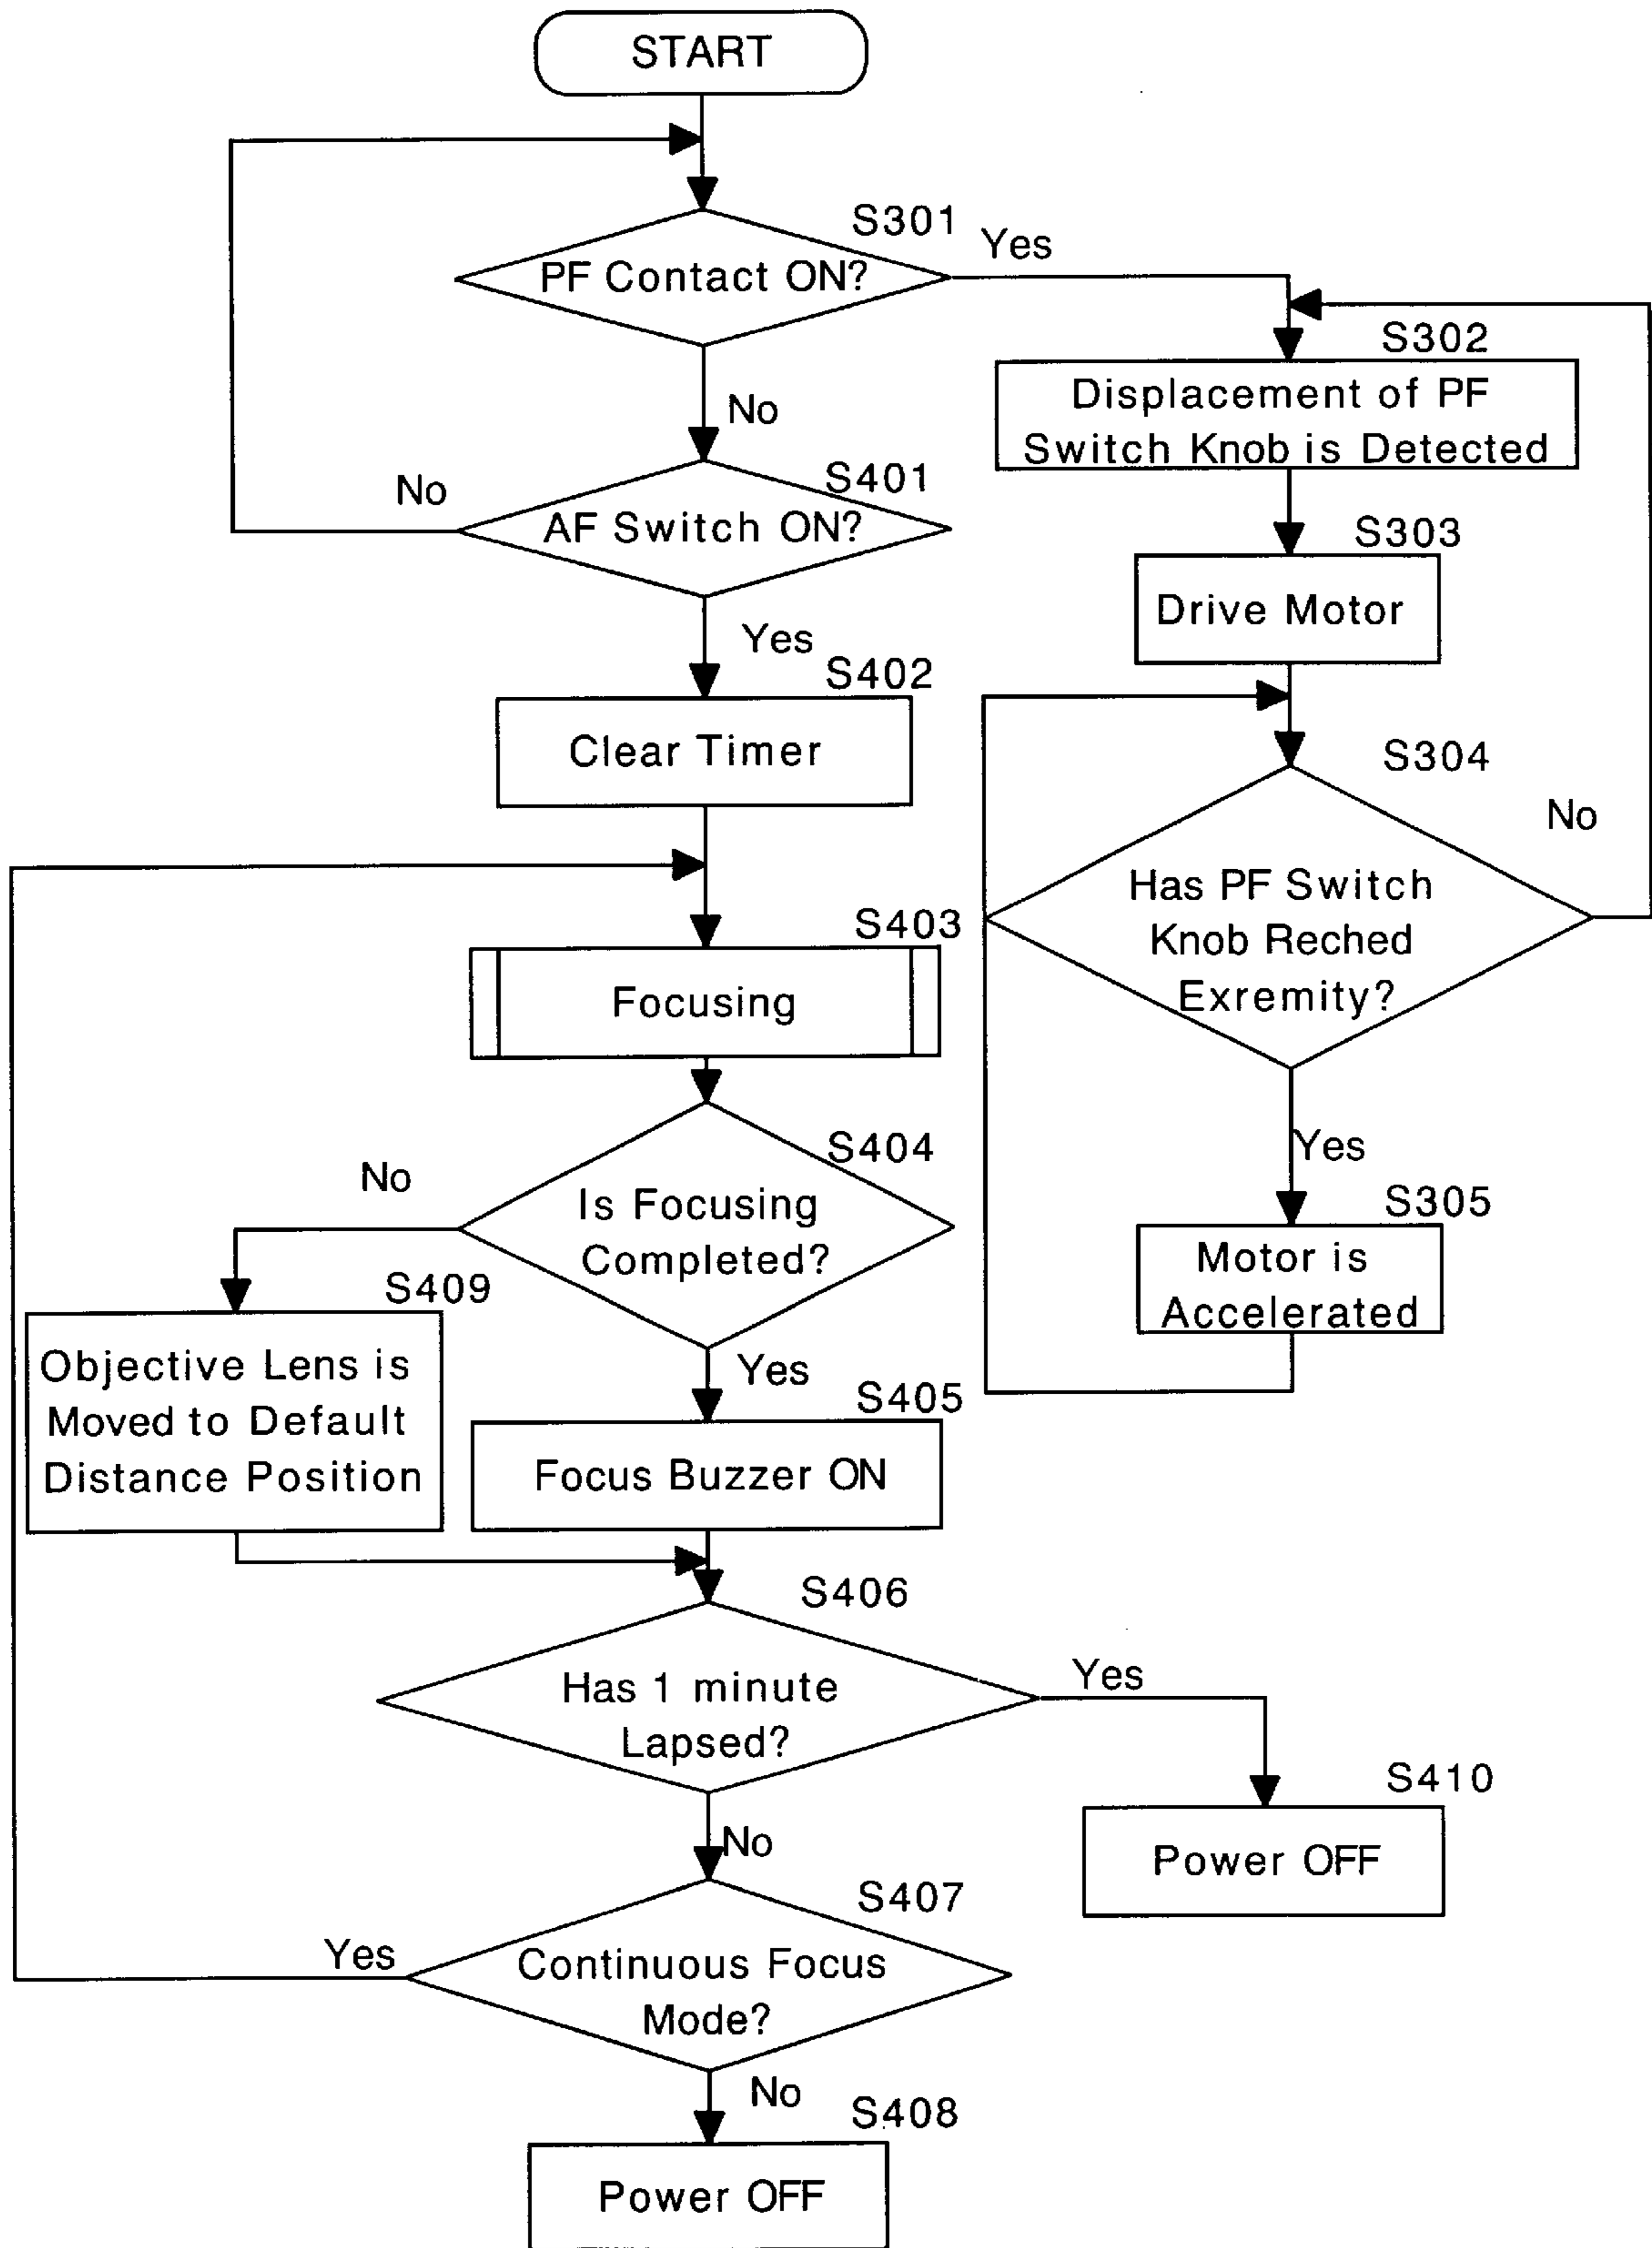 START
S301
Yes
PF Contact ON?
S302
Displacement of PF
Switch Knob is Detected
No
S401
No
AF Switch ON?
S303
Drive Motor
Yes
S402
Clear Timer
S304
No
Has PF Switch
Knob Reched
Exremity?
S403
Focusing
Yes
S404
No
Is Focusing
Completed?
S305
Motor is
Accelerated
S409
Objective Lens is
Moved to Default
Distance Position
Yes
S405
Focus Buzzer ON
S406
Yes
Has 1 minute
Lapsed?
S410
Power OFF
No
S407
Yes
Continuous Focus
Mode?
No
S408
Power OFF